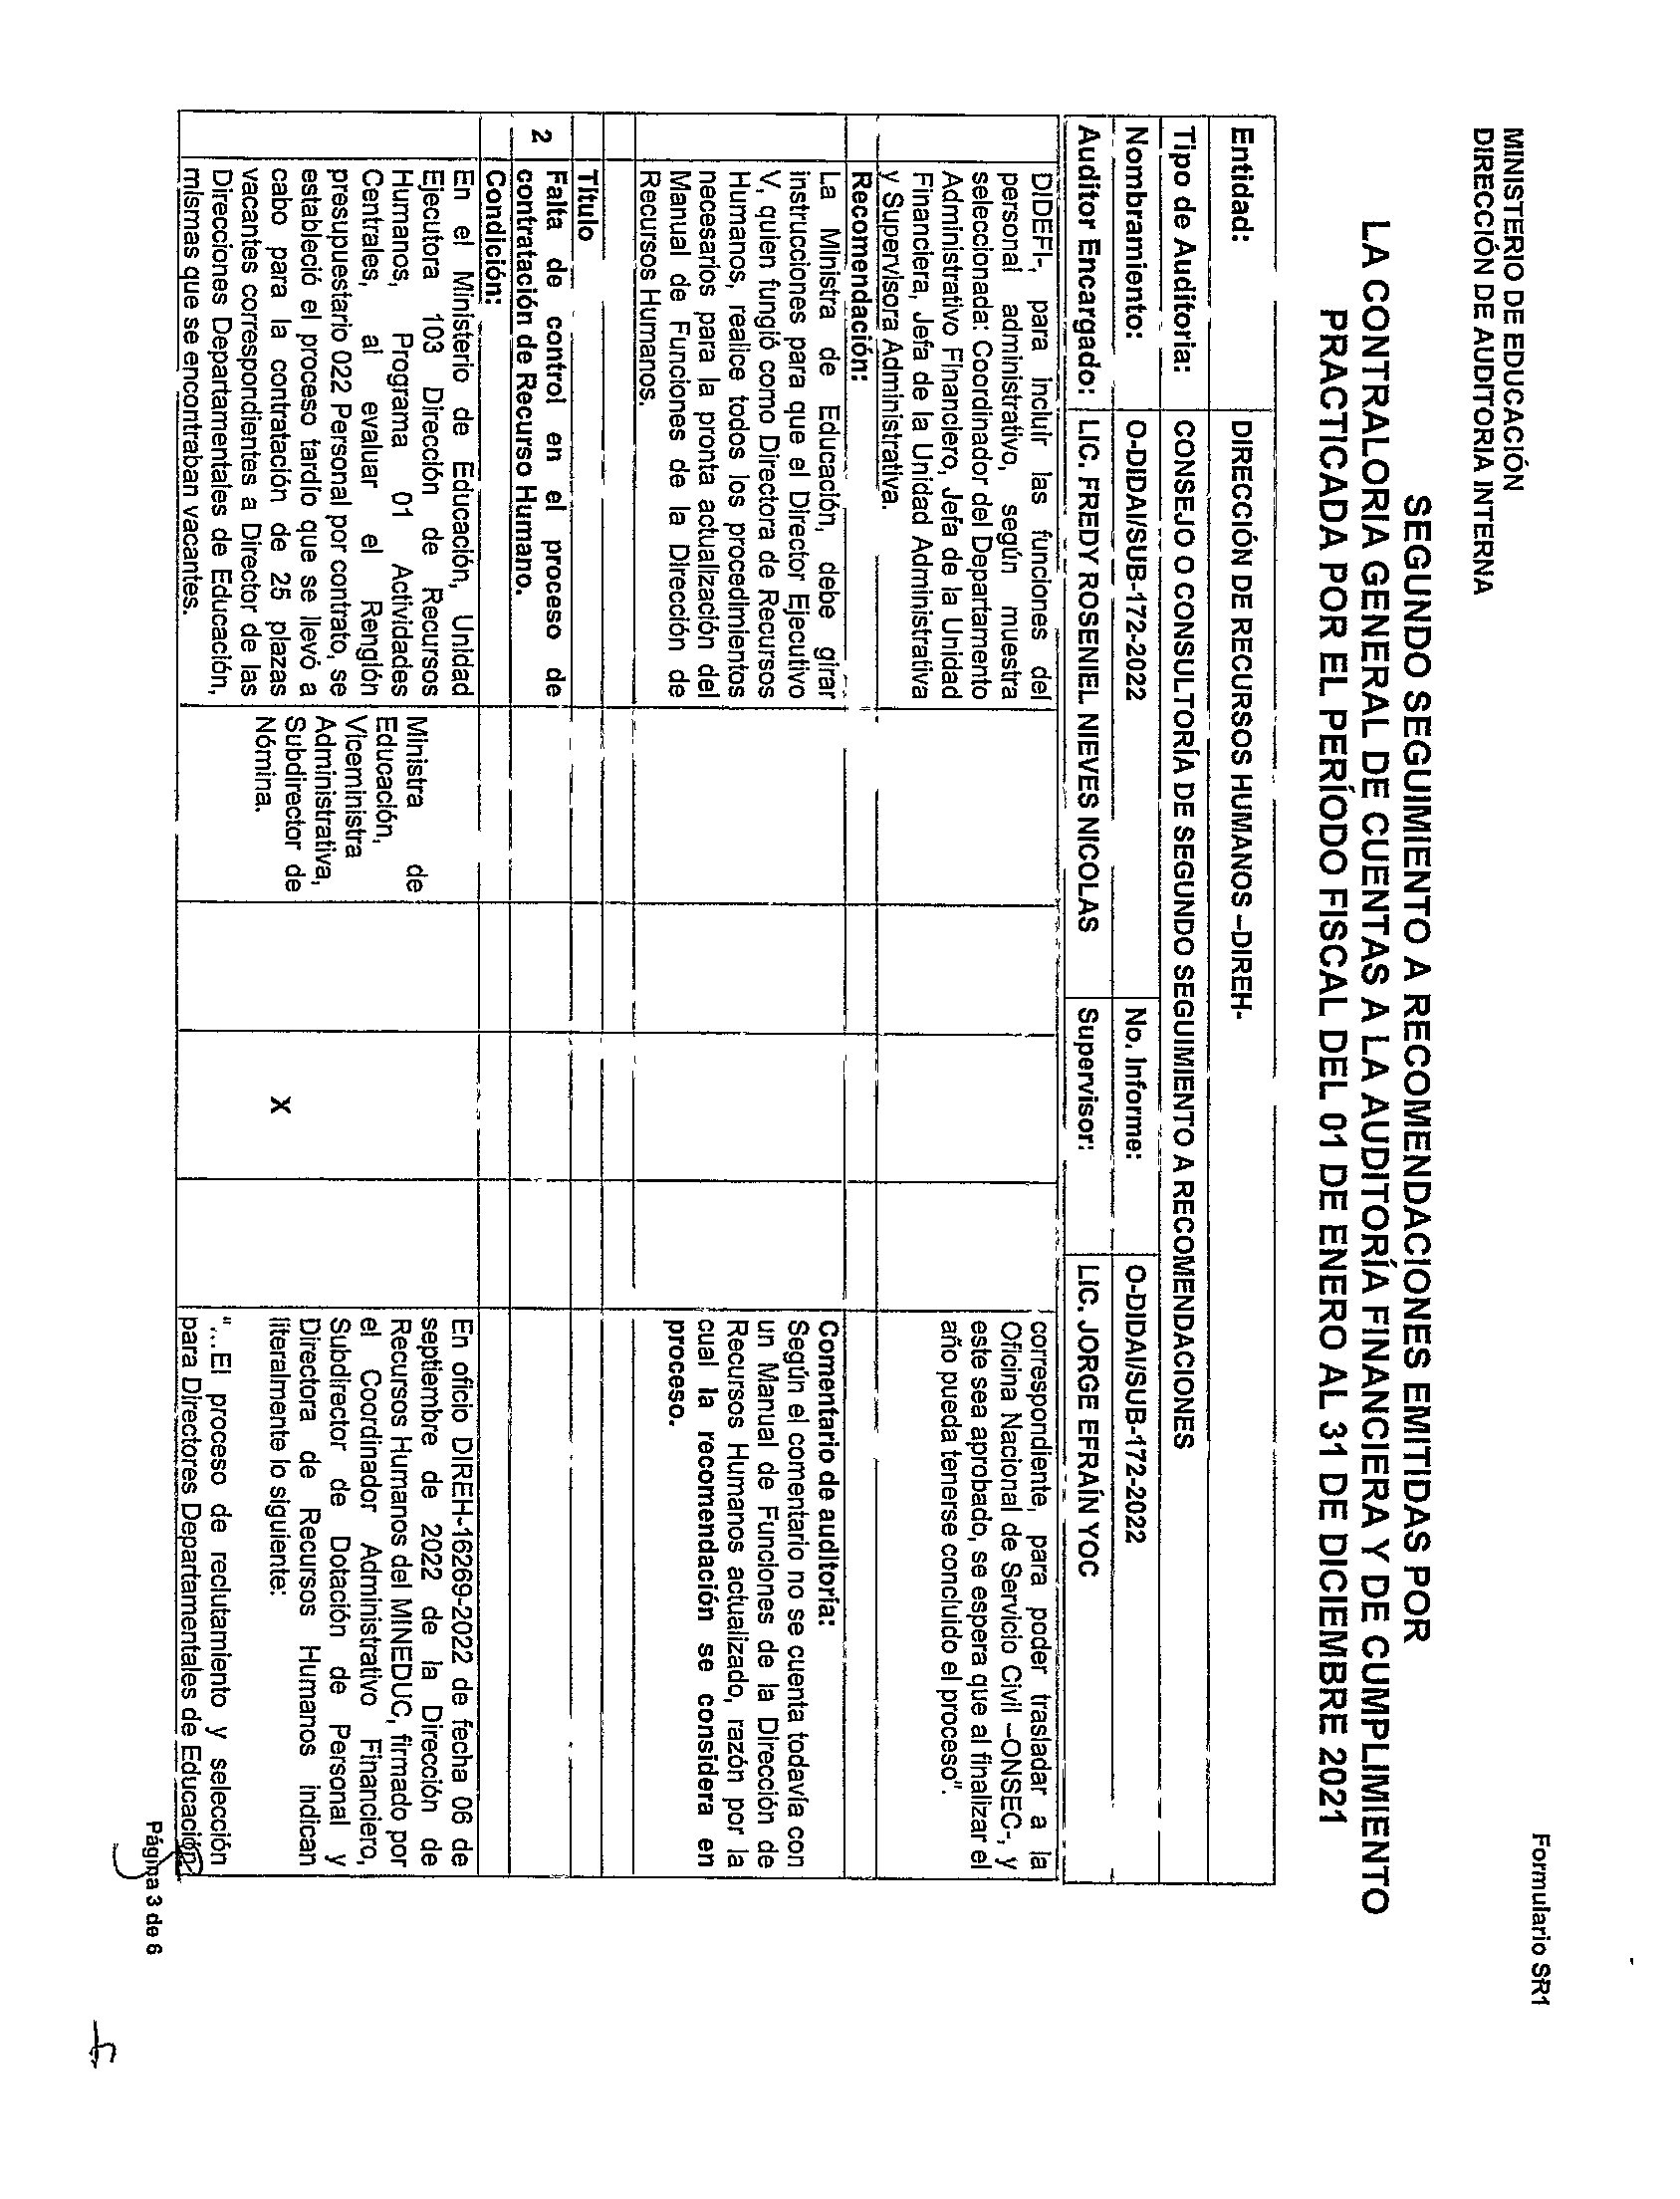 Formulario SR1
MINISTERIO DE EDUCACIÓN
DIRECCIÓN DE AUDITORIA INTERNA
SEGUNDO SEGUIMIENTO A RECOMENDACIONES EMITIDAS POR
LA CONTRALORIA GENERAL DE CUENTAS A LA AUDITORÍA FINANCIERA Y DE CUMPLIMIENTO
PRACTICADA POR EL PERÍODO FISCAL DEL 01 DE ENERO AL 31 DE DICIEMBRE 2021
Entidad: DIRECCIÓN DE RECURSOS HUMANOS –DIREH-
Tipo de Auditoria: CONSEJO O CONSULTORÍA DE SEGUNDO SEGUIMIENTO A RECOMENDACIONES
Nombramiento: O-DIDAI/SUB-172-2022 No. Informe: O-DIDAI/SUB-172-2022
Auditor Encargado: LIC. FREDY ROSENIEL NIEVES NICOLAS Supervisor: LIC. JORGE EFRAÍN YOC
DIDEFI-, para incluir las funciones del
personal administrativo, según muestra
seleccionada: Coordinador del Departamento
Administrativo Financiero, Jefa de la Unidad
Financiera, Jefa de la Unidad Administrativa
y Supervisora Administrativa.
correspondiente, para poder trasladar a la
Oficina Nacional de Servicio Civil –ONSEC-, y
este sea aprobado, se espera que al finalizar el
año pueda tenerse concluido el proceso".
Recomendación:
La Ministra de Educación, debe girar
instrucciones para que el Director Ejecutivo
V, quien fungió como Directora de Recursos
Humanos, realice todos los procedimientos
necesarios para la pronta actualización del
Manual de Funciones de la Dirección de
Recursos Humanos.
Comentario de auditoría:
Según el comentario no se cuenta todavía con
un Manual de Funciones de la Dirección de
Recursos Humanos actualizado, razón por la
cual la recomendación se considera en
proceso.
Título
2 Falta de control en el proceso de
contratación de Recurso Humano.
Condición:
En el Ministerio de Educación, Unidad
Ejecutora 103 Dirección de Recursos
Humanos, Programa 01 Actividades
Centrales, al evaluar el Renglón
presupuestario 022 Personal por contrato, se
estableció el proceso tardío que se llevó a
cabo para la contratación de 25 plazas
vacantes correspondientes a Director de las
Direcciones Departamentales de Educación,
mismas que se encontraban vacantes.
Ministra de
Educación,
Viceministra
Administrativa,
Subdirector de
Nómina.
X
En oficio DIREH-16269-2022 de fecha 06 de
septiembre de 2022 de la Dirección de
Recursos Humanos del MINEDUC, firmado por
el Coordinador Administrativo Financiero,
Subdirector de Dotación de Personal y
Directora de Recursos Humanos indican
literalmente lo siguiente:
"...El proceso de reclutamiento y selección
para Directores Departamentales de Educación
Página 3 de 6